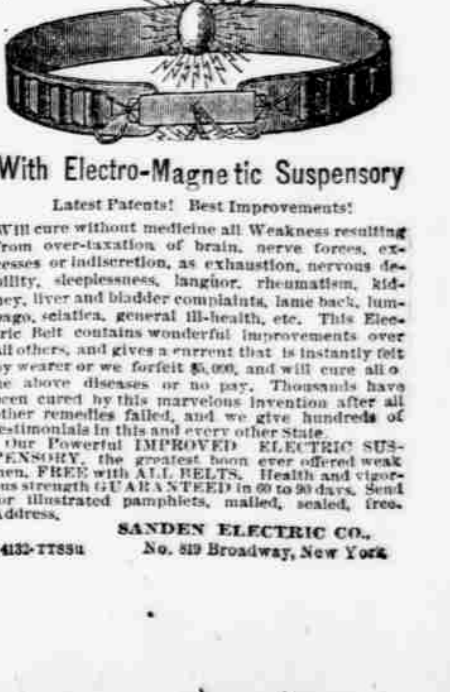 With Electro-Magnetic Suspensory
Latest Patents! Best Improvements!
Will cure without medicine all Weakness resulting
from over-taxation of brain, nerve forces, ex-
cesses or indiscretion, as exhaustion, nervous de-
bility, sleeplessness, languor, rheumatism, kid-
ney, liver and bladder complaints, lame back, lum-
bago, sciatica, general ill-health, etc. This Elec-
tric Belt contains wonderful improvements over
all others, and gives a current that is instantly felt
by wearer or we forfeit $5,000, and will cure all o
he above diseases or no pay. Thousands have
been cured by this marvelous invention after all
other remedies failed, and we give hundreds of
testimonials in this and every other State.
Our Powerful IMPROVED ELECTRIC SUS-
PENSORY, the greatest boon ever offered weak
men, FREE with ALL BELTS. Health and vigor-
ous strength GUARANTEED in 60 to 90 days. Send
for illustrated pamphlets, mailed, sealed, free.
Address,
SANDEN ELECTRIC CO.,
4132-TTSSu No. 819 Broadway, New York